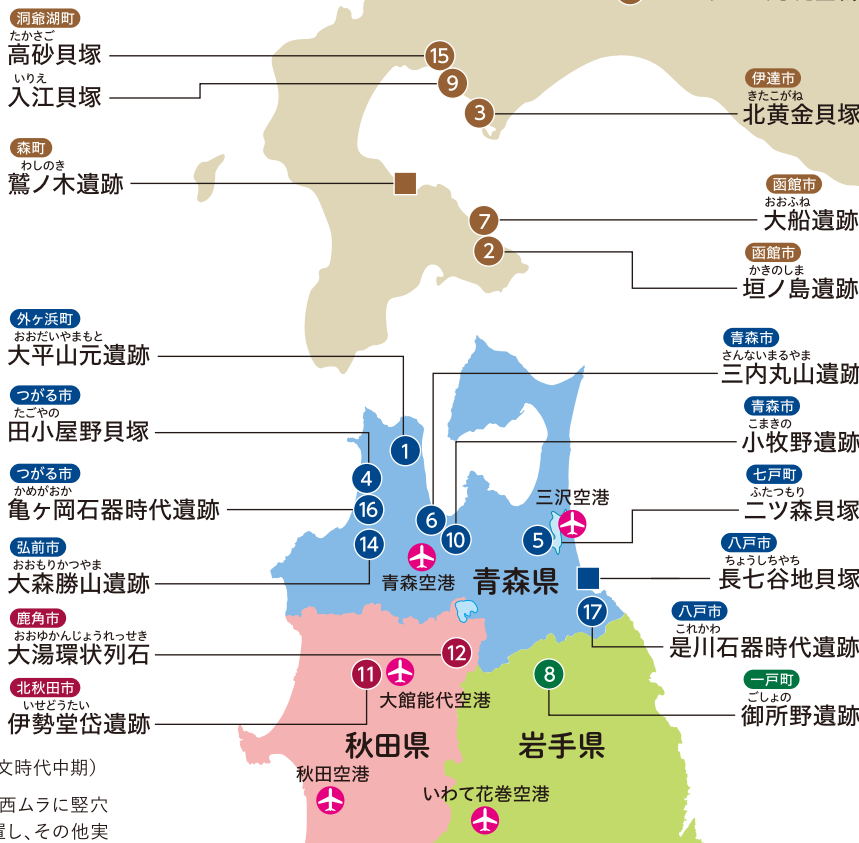 洞爺湖町
たかさご
高砂貝塚
いりえ
入江貝塚
森町
わしのき
鷲ノ木遺跡
15
9
3
7
2
伊達市
きたこがね
北黄金貝塚
函館市
おおふね
大船遺跡
函館市
かきのしま
垣ノ島遺跡
外ヶ浜町
おおだいやまもと
大平山元遺跡
つがる市
たごやの
田小屋野貝塚
つがる市
かめがおか
亀ヶ岡石器時代遺跡
弘前市
おおもりかつやま
大森勝山遺跡
鹿角市
おおゆかんじょうれっせき
大湯環状列石
北秋田市
いせどうたい
伊勢堂岱遺跡
1
4
16
6
14
10
5
17
12
11
8
三沢空港
青森空港
青森県
大館能代空港
秋田県
岩手県
秋田空港
いわて花巻空港
青森市
さんないまるやま
三内丸山遺跡
青森市
こまきの
小牧野遺跡
七戸町
ふたつもり
二ツ森貝塚
八戸市
ちょうしちやち
長七谷地貝塚
八戸市
これかわ
是川石器時代遺跡
一戸町
ごしょの
御所野遺跡
文時代中期）
西ムラに竪穴
置し、その他実